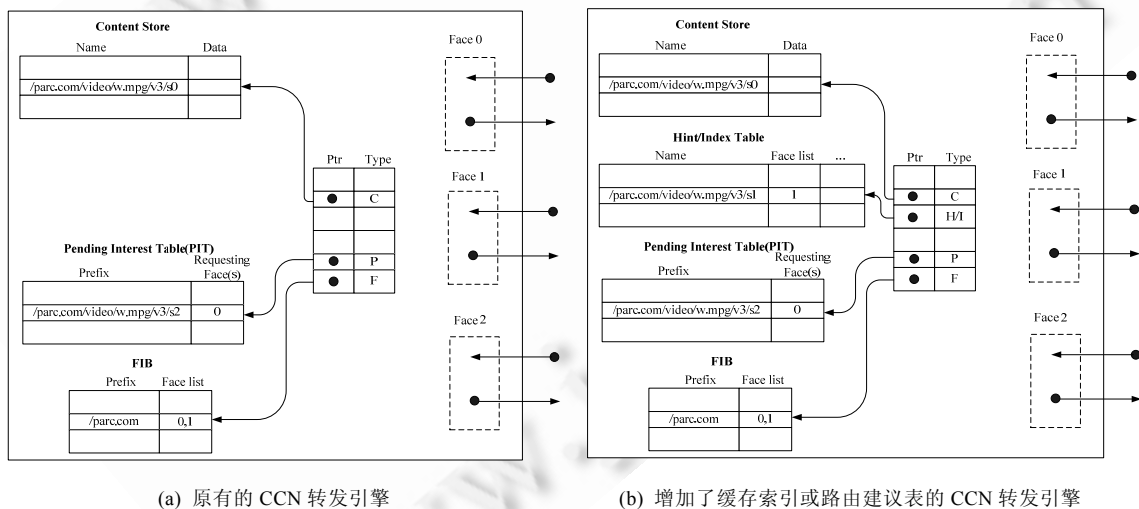 Content Store
Name Data
/parc.com/video/w.mpg/v3/s0
Ptr Type
C
P
F
Pending Interest Table(PIT)
Prefix Requesting Face(s)
/parc.com/video/w.mpg/v3/s2 0
FIB
Prefix Face list
/parc.com 0,1
Face 0
Face 1
Face 2
(a) 原有的 CCN 转发引擎
Content Store
Name Data
/parc.com/video/w.mpg/v3/s0
Hint/Index Table
Name Face list ...
/parc.com/video/w.mpg/v3/s1 1
Ptr Type
C
H/I
P
F
Pending Interest Table(PIT)
Prefix Requesting Face(s)
/parc.com/video/w.mpg/v3/s2 0
FIB
Prefix Face list
/parc.com 0,1
Face 0
Face 1
Face 2
(b) 增加了缓存索引或路由建议表的 CCN 转发引擎